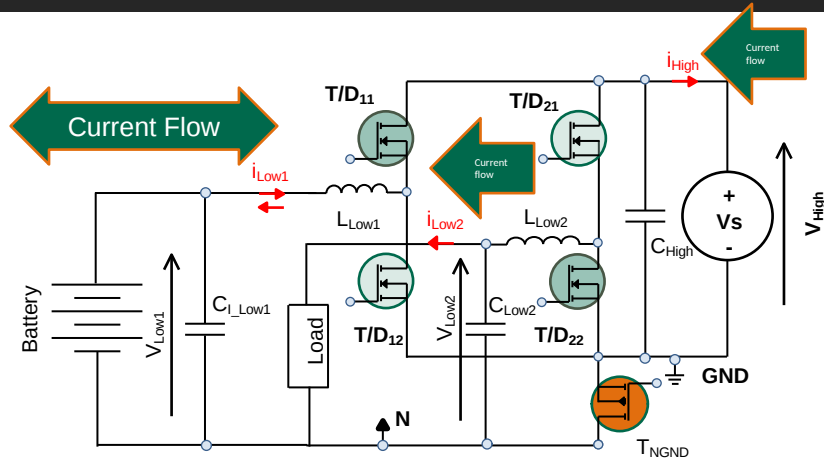 Current
flow
iHigh
T/D11
T/D21
Current Flow
Current
flow
iLow1
LLow1
iLow2
LLow2
+
Vs
-
VHigh
CHigh
Battery
VLow1
CI_Low1
T/D12
Load
VLow2
CLow2
T/D22
GND
N
TNGND